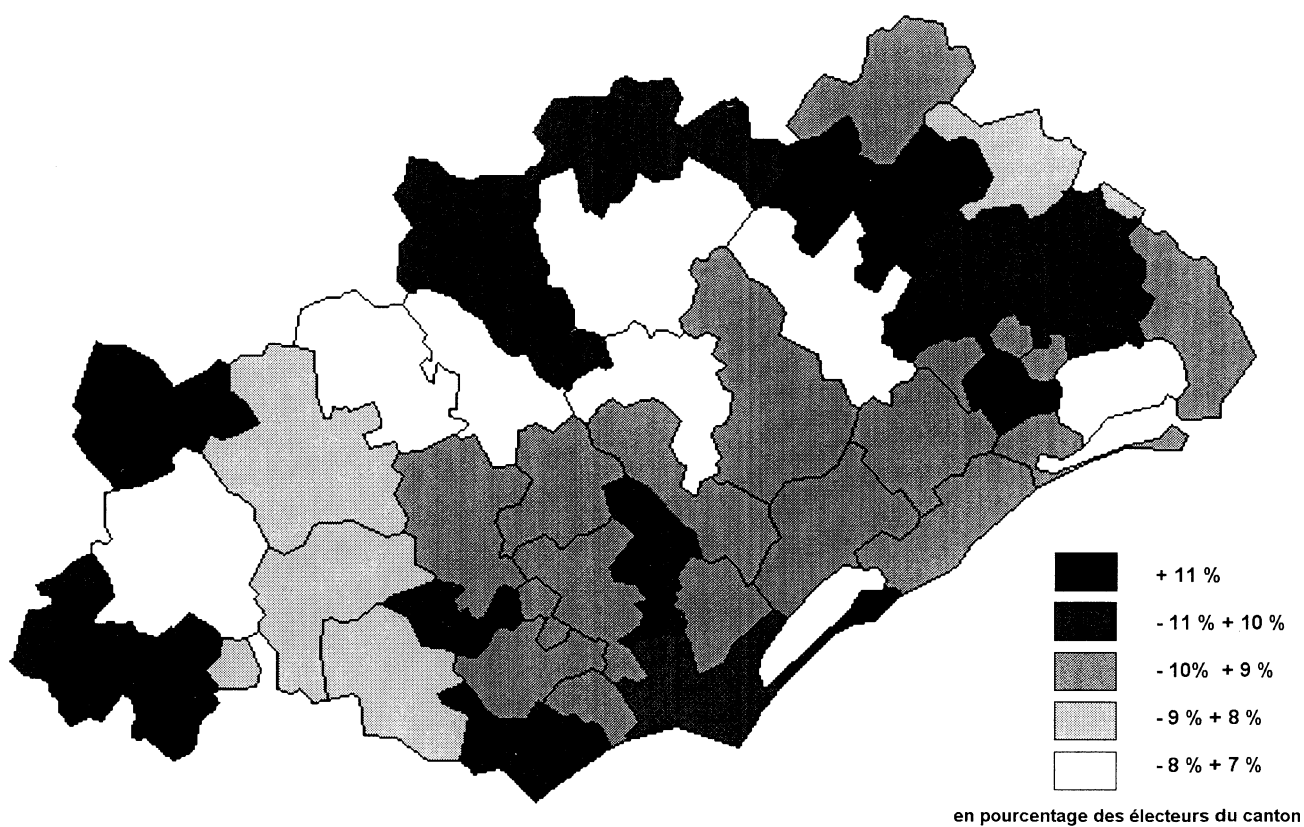 + 11 %
- 11 % + 10 %
- 10% + 9 %
- 9 % + 8 %
- 8 % + 7 %
en pourcentage des électeurs du canton